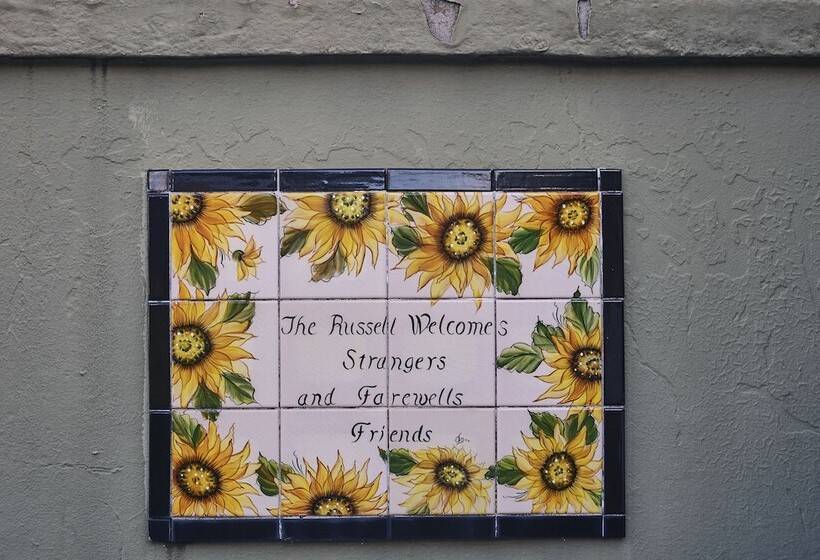 The Russell Welcomes
Strangers
and Farewells
Friends